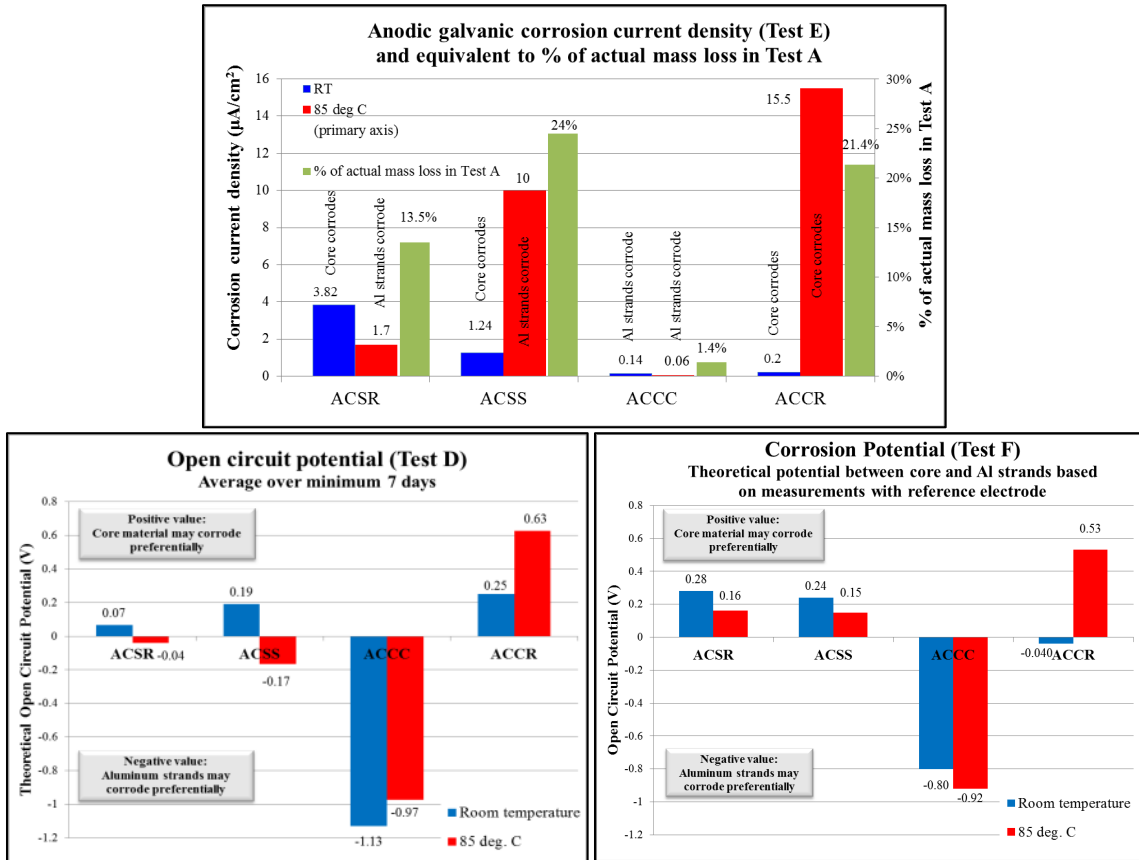 Anodic galvanic corrosion current density (Test E)
and equivalent to % of actual mass loss in Test A
Corrosion current density (µA/cm²)
16
14
12
10
8
6
4
2
0
RT
85 deg C
(primary axis)
% of actual mass loss in Test A
Core corrodes
3.82
Al strands corrode
1.7
13.5%
Core corrodes
1.24
10
Al strands corrode
24%
Al strands corrode
0.14
Al strands corrode
0.06
1.4%
Core corrodes
0.2
15.5
Core corrodes
21.4%
30%
25%
20%
15%
10%
5%
0%
% of actual mass loss in Test A
ACSR
ACSS
ACCC
ACCR
Open circuit potential (Test D)
Average over minimum 7 days
Theoretical Open Circuit Potential (V)
0.8
0.6
0.4
0.2
0
-0.2
-0.4
-0.6
-0.8
-1
-1.2
Positive value:
Core material may corrode
preferentially
0.07
-0.04
0.19
-0.17
-1.13
-0.97
0.25
0.63
ACSR
ACSS
ACCC
ACCR
Negative value:
Aluminum strands may
corrode preferentially
Room temperature
85 deg. C
Corrosion Potential (Test F)
Theoretical potential between core and Al strands based
on measurements with reference electrode
Open Circuit Potential (V)
0.8
0.6
0.4
0.2
0
-0.2
-0.4
-0.6
-0.8
-1
-1.2
Positive value:
Core material may corrode
preferentially
0.28
0.16
0.24
0.15
-0.80
-0.92
-0.040
0.53
ACSR
ACSS
ACCC
ACCR
Negative value:
Aluminum strands may
corrode preferentially
Room temperature
85 deg. C